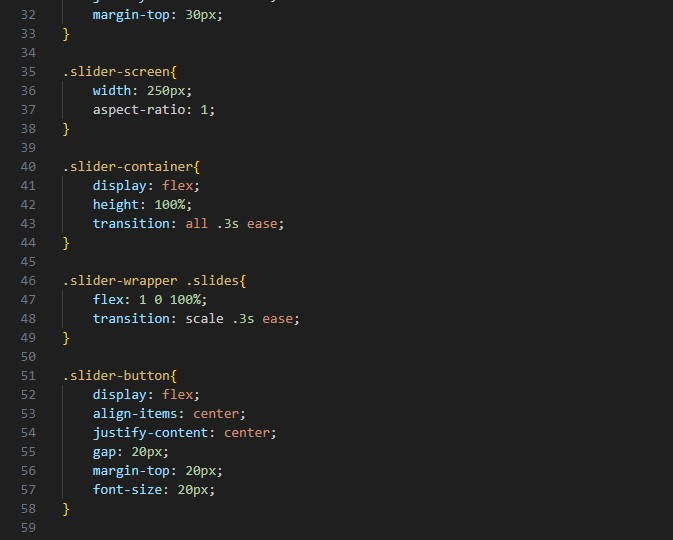 32 margin-top: 30px;
33 }
34
35 .slider-screen{
36 width: 250px;
37 aspect-ratio: 1;
38 }
39
40 .slider-container{
41 display: flex;
42 height: 100%;
43 transition: all .3s ease;
44 }
45
46 .slider-wrapper .slides{
47 flex: 1 0 100%;
48 transition: scale .3s ease;
49 }
50
51 .slider-button{
52 display: flex;
53 align-items: center;
54 justify-content: center;
55 gap: 20px;
56 margin-top: 20px;
57 font-size: 20px;
58 }
59